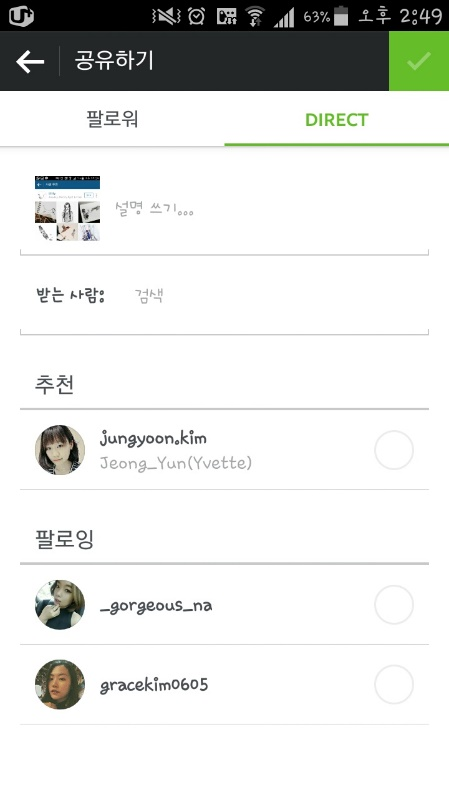 63% 오후 2:49
공유하기
팔로워 DIRECT
설명 쓰기...
받는 사람: 검색
추천
jungyoon.kim
Jeong_Yun(Yvette)
팔로잉
_gorgeous_na
gracekim0605